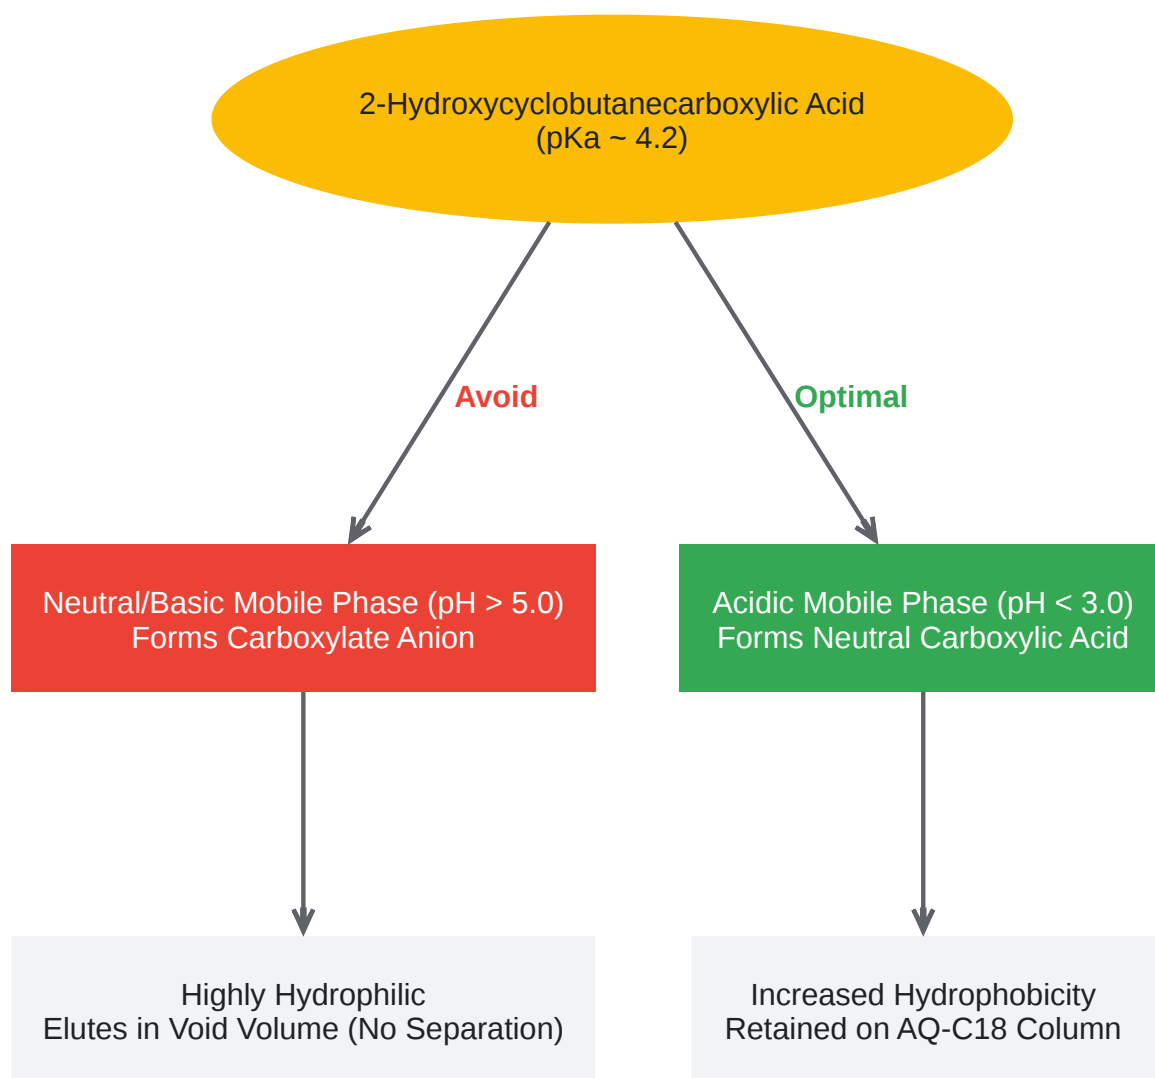 2-Hydroxycyclobutanecarboxylic Acid
(pKa ~ 4.2)
Avoid
Optimal
Neutral/Basic Mobile Phase (pH > 5.0)
Forms Carboxylate Anion
Acidic Mobile Phase (pH < 3.0)
Forms Neutral Carboxylic Acid
Highly Hydrophilic
Elutes in Void Volume (No Separation)
Increased Hydrophobicity
Retained on AQ-C18 Column